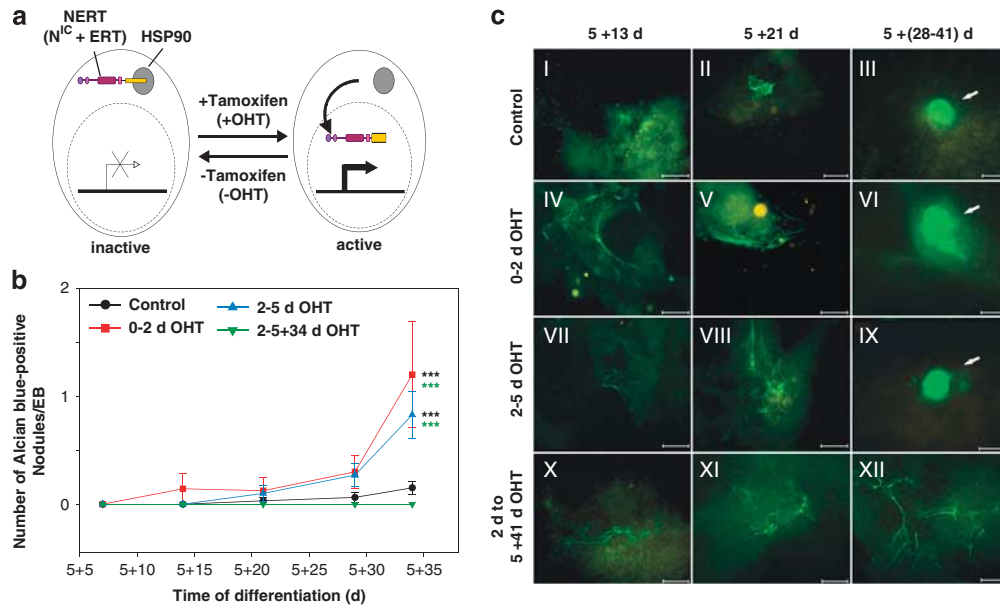 a
NERT
(N^IC + ERT)
HSP90
+Tamoxifen
(+OHT)
-Tamoxifen
(-OHT)
inactive
active
b
Number of Alcian blue-positive
Nodules/EB
2
1
0
Control
0-2 d OHT
2-5 d OHT
2-5+34 d OHT
***
***
***
***
5+5
5+10
5+15
5+20
5+25
5+30
5+35
Time of differentiation (d)
c
5 +13 d
5 +21 d
5 +(28-41) d
Control
I
II
III
0-2 d OHT
IV
V
VI
2-5 d OHT
VII
VIII
IX
2 d to
5 +41 d OHT
X
XI
XII